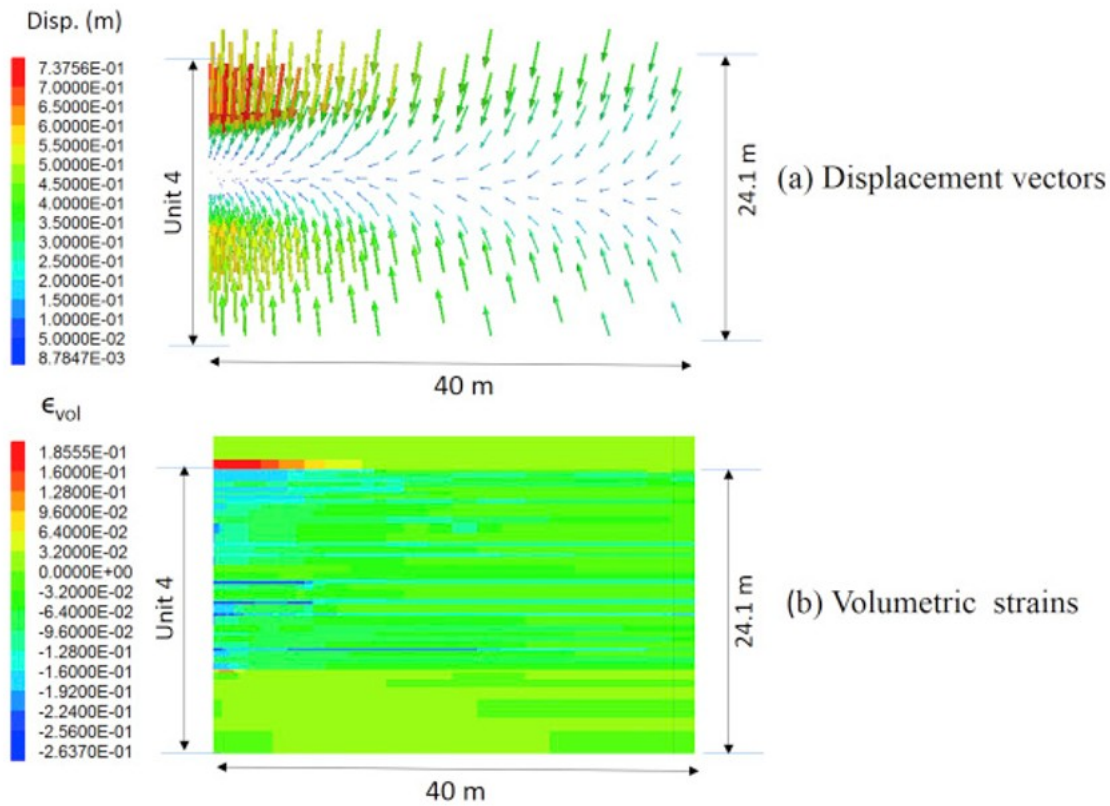 Disp. (m)
7.3756E-01
7.0000E-01
6.5000E-01
6.0000E-01
5.5000E-01
5.0000E-01
4.5000E-01
4.0000E-01
3.5000E-01
3.0000E-01
2.5000E-01
2.0000E-01
1.5000E-01
1.0000E-01
5.0000E-02
8.7847E-03
Unit 4
24.1 m
(a) Displacement vectors
40 m
ϵvol
1.8555E-01
1.6000E-01
1.2800E-01
9.6000E-02
6.4000E-02
3.2000E-02
0.0000E+00
-3.2000E-02
-6.4000E-02
-9.6000E-02
-1.2800E-01
-1.6000E-01
-1.9200E-01
-2.2400E-01
-2.5600E-01
-2.6370E-01
Unit 4
24.1 m
(b) Volumetric strains
40 m